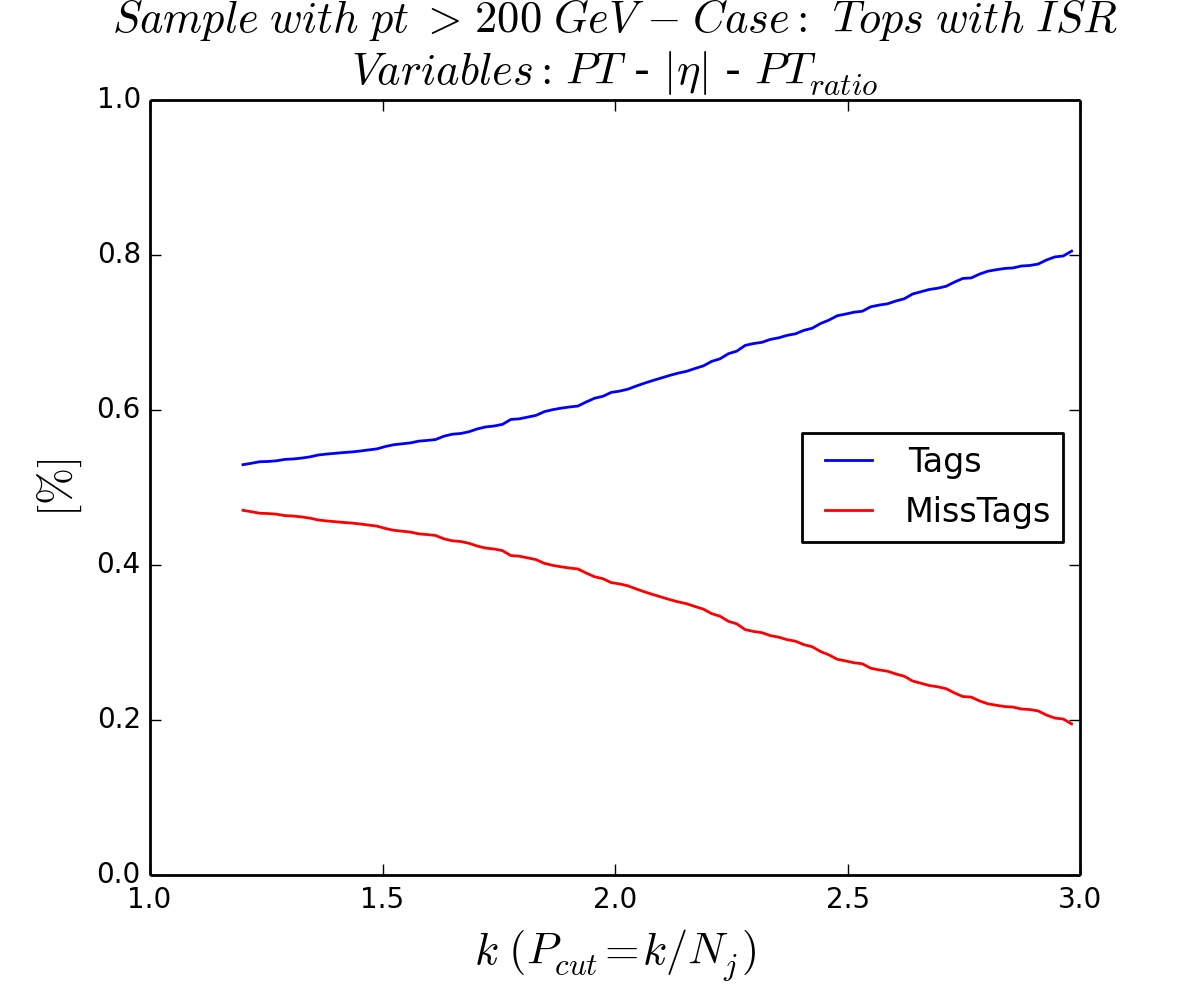 Sample with pt > 200 GeV − Case: Tops with ISR
Variables: PT - |η| - PT_ratio
1.0
0.8
0.6
0.4
0.2
0.0
[%]
Tags
MissTags
1.0 1.5 2.0 2.5 3.0
k (P_cut = k/N_j)